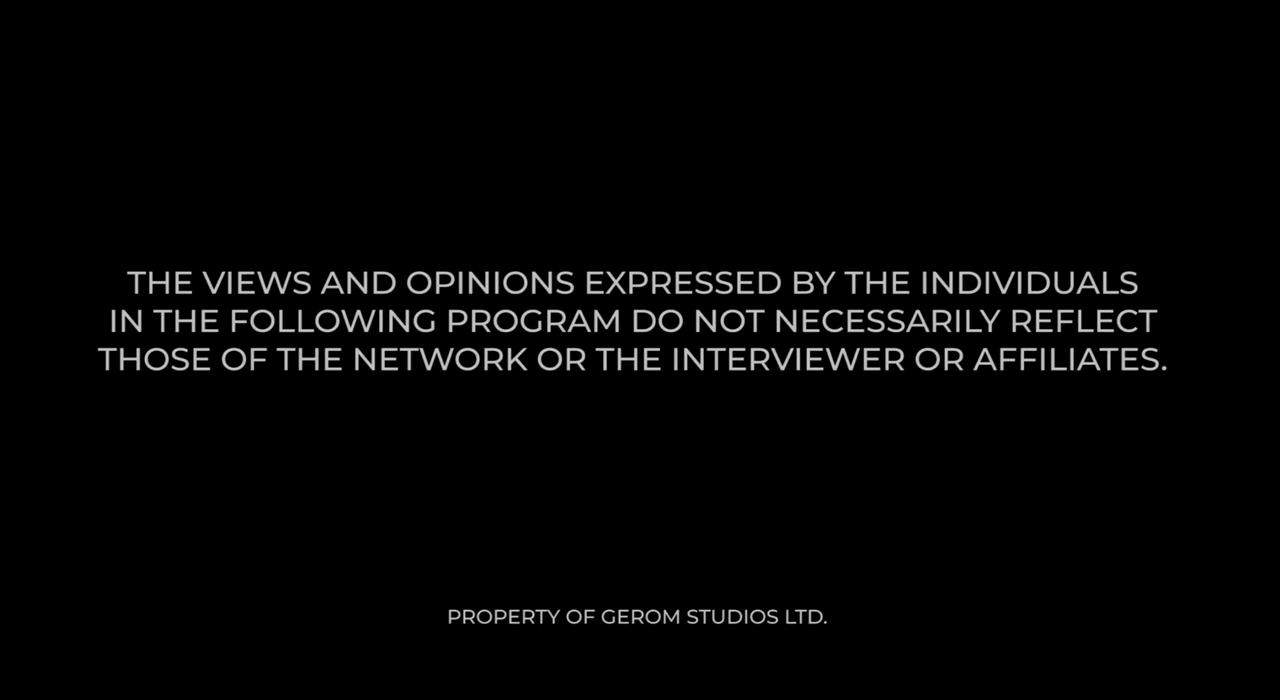 THE VIEWS AND OPINIONS EXPRESSED BY THE INDIVIDUALS
IN THE FOLLOWING PROGRAM DO NOT NECESSARILY REFLECT
THOSE OF THE NETWORK OR THE INTERVIEWER OR AFFILIATES.
PROPERTY OF GEROM STUDIOS LTD.